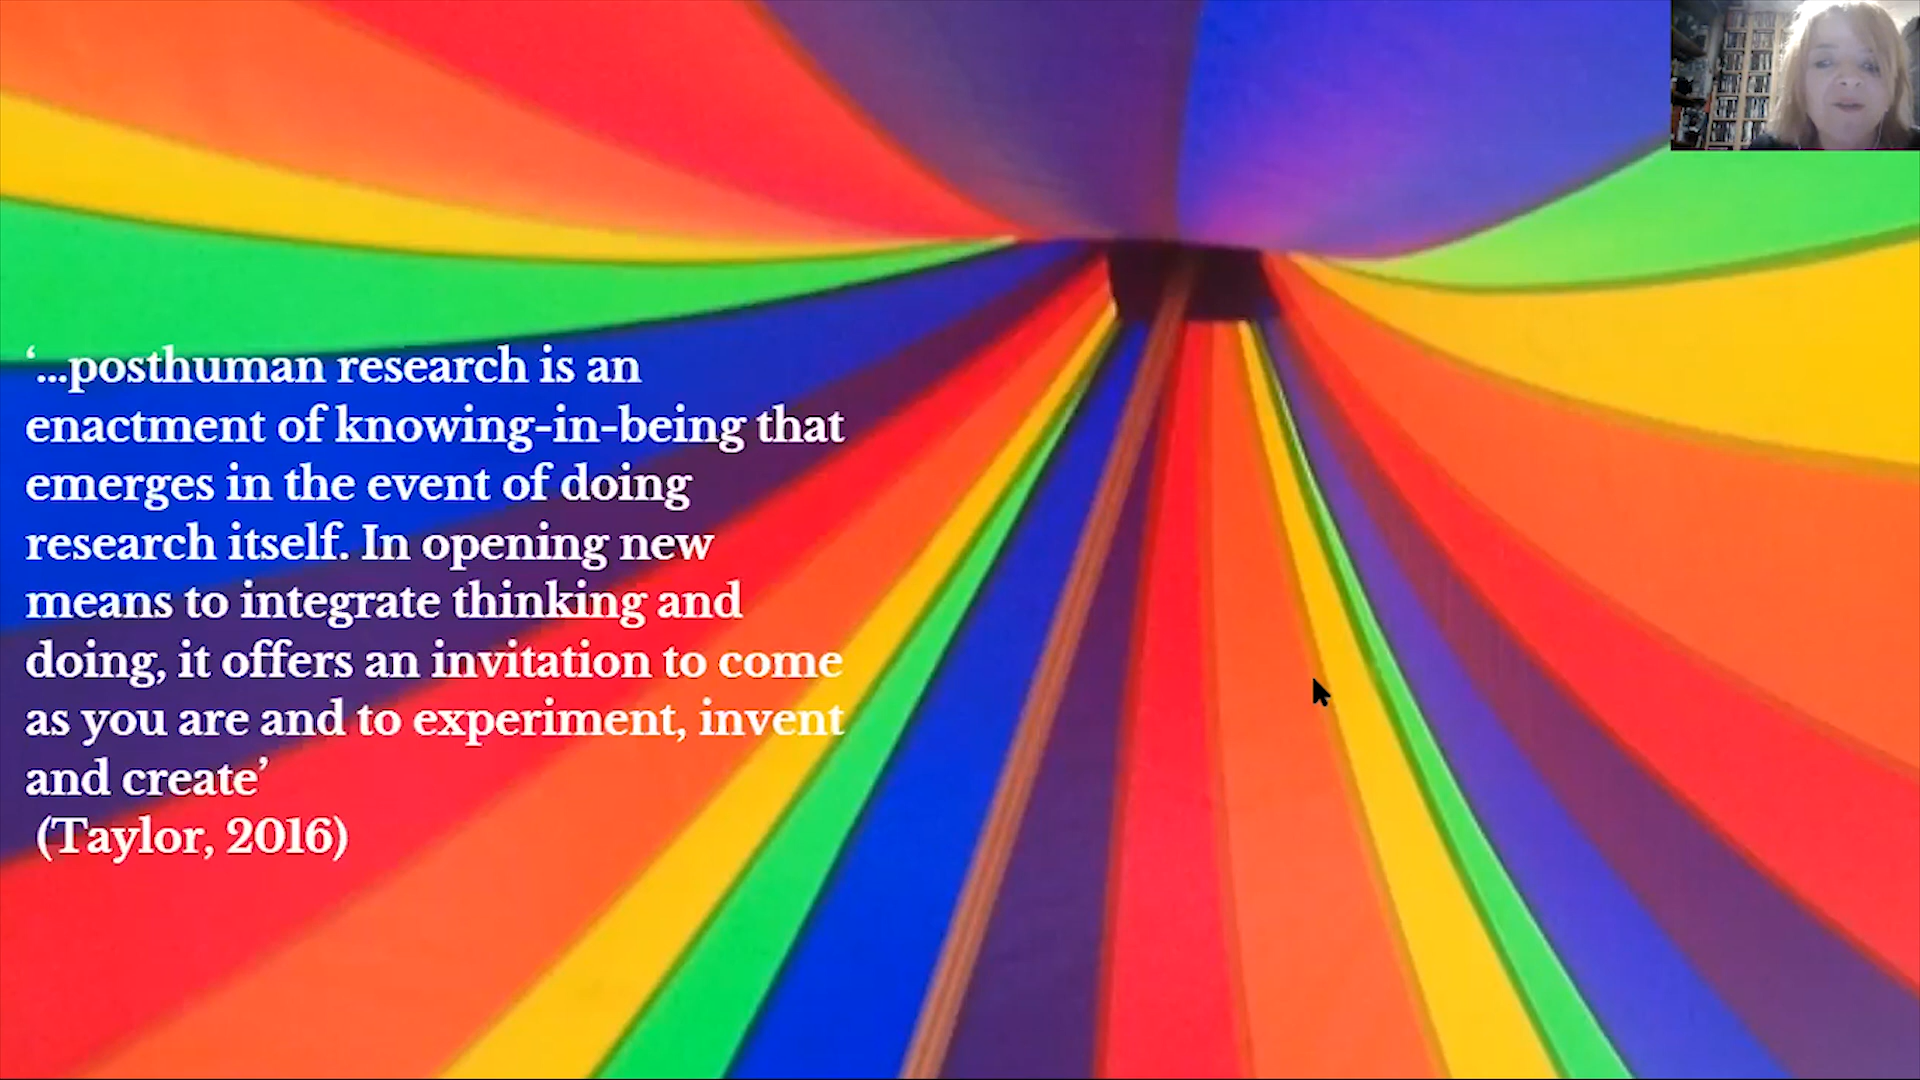 ‘...posthuman research is an
enactment of knowing-in-being that
emerges in the event of doing
research itself. In opening new
means to integrate thinking and
doing, it offers an invitation to come
as you are and to experiment, invent
and create’
(Taylor, 2016)